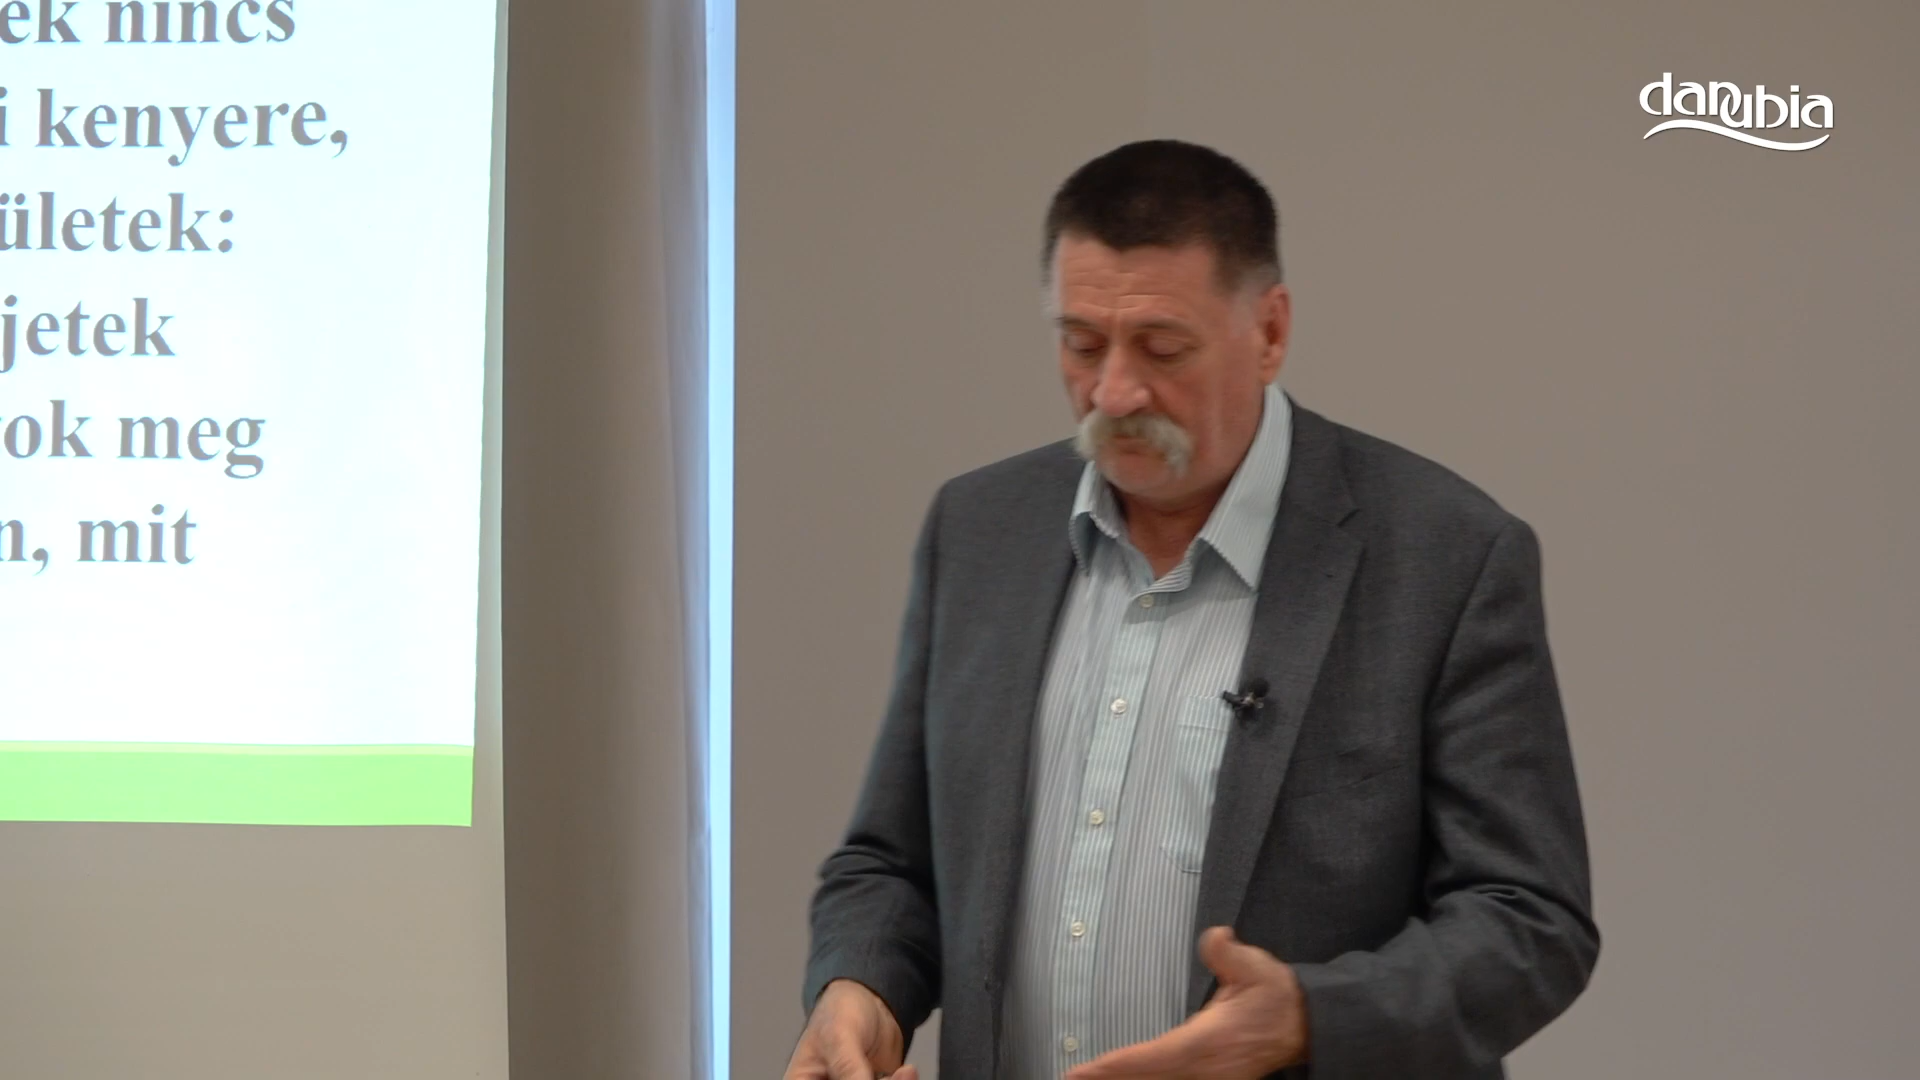 ek nincs
i kenyere,
ületek:
jetek
ok meg
n, mit
danubia